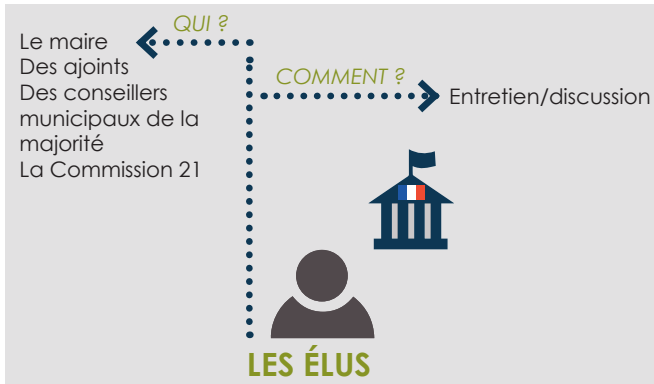 QUI ?
Le maire
Des ajoints
Des conseillers
municipaux de la
majorité
La Commission 21
COMMENT ?
Entretien/discussion
LES ÉLUS